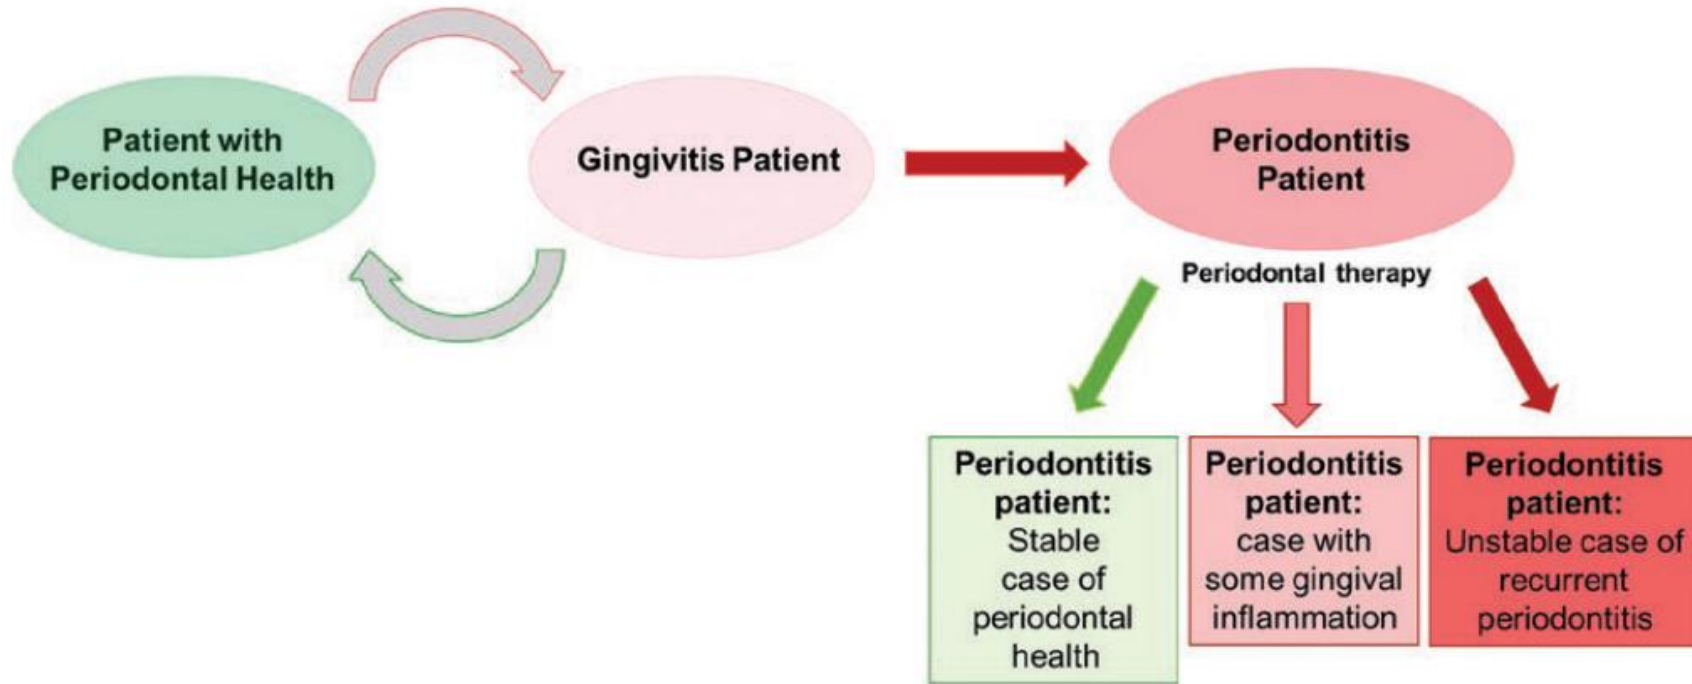 Patient with
Periodontal Health
Gingivitis Patient
Periodontitis
Patient
Periodontal therapy
Periodontitis
patient:
Stable
case of
periodontal
health
Periodontitis
patient:
case with
some gingival
inflammation
Periodontitis
patient:
Unstable case of
recurrent
periodontitis